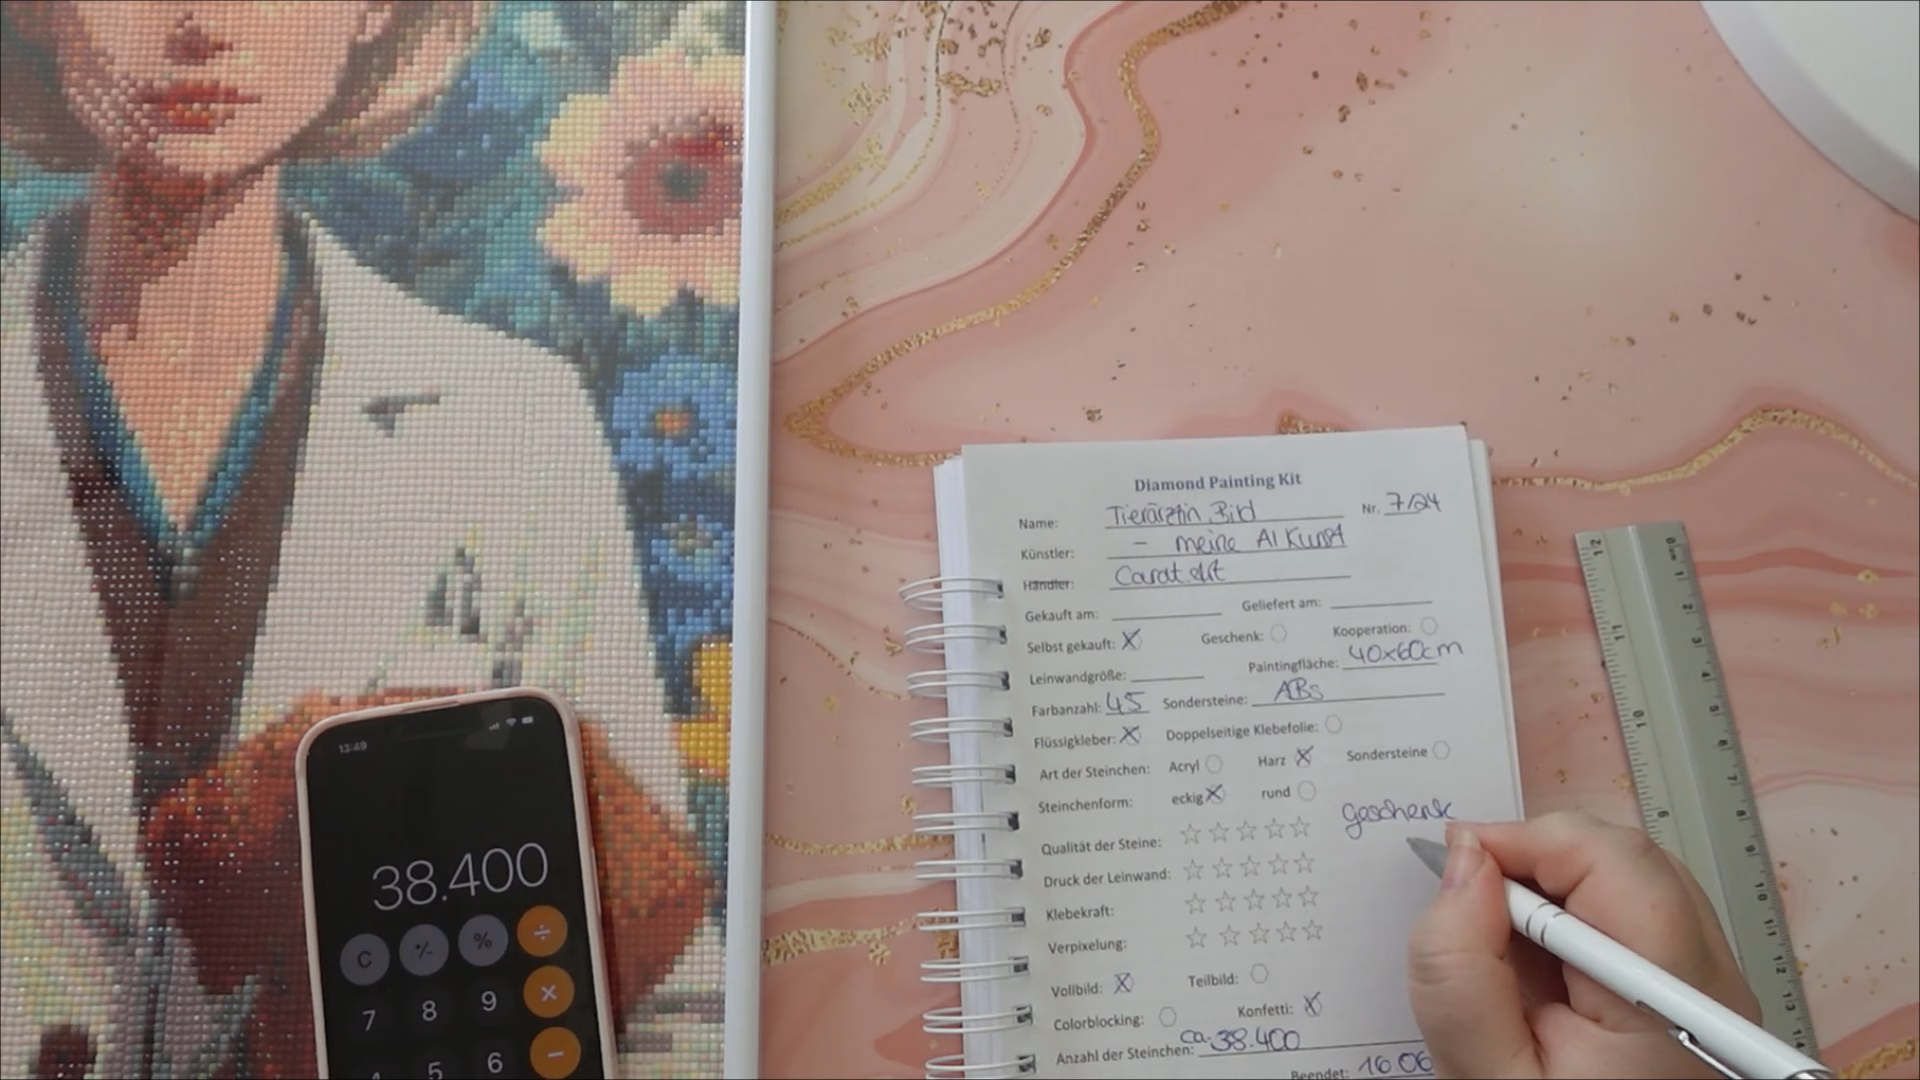 Diamond Painting Kit
Name: Tierärztin Bild Nr. 7/24
Künstler: - meine AI Kunst
Händler: Carat Art
Gekauft am: Geliefert am:
Selbst gekauft: X Geschenk: Kooperation:
Leinwandgröße: Paintingfläche: 40x60cm
Farbanzahl: 45 Sondersteine: ABs
Flüssigkleber: X Doppelseitige Klebefolie:
Art der Steinchen: Acryl Harz X Sondersteine
Steinchenform: eckig X rund
Geschenk
Qualität der Steine: ☆☆☆☆☆
Druck der Leinwand: ☆☆☆☆☆
Klebekraft: ☆☆☆☆☆
Verpixelung: ☆☆☆☆☆
Vollbild: X Teilbild:
Colorblocking: Konfetti: X
Anzahl der Steinchen: ca. 38.400
Beendet: 16.06
13:49
38.400
C % ÷
7 8 9 ×
5 6 −